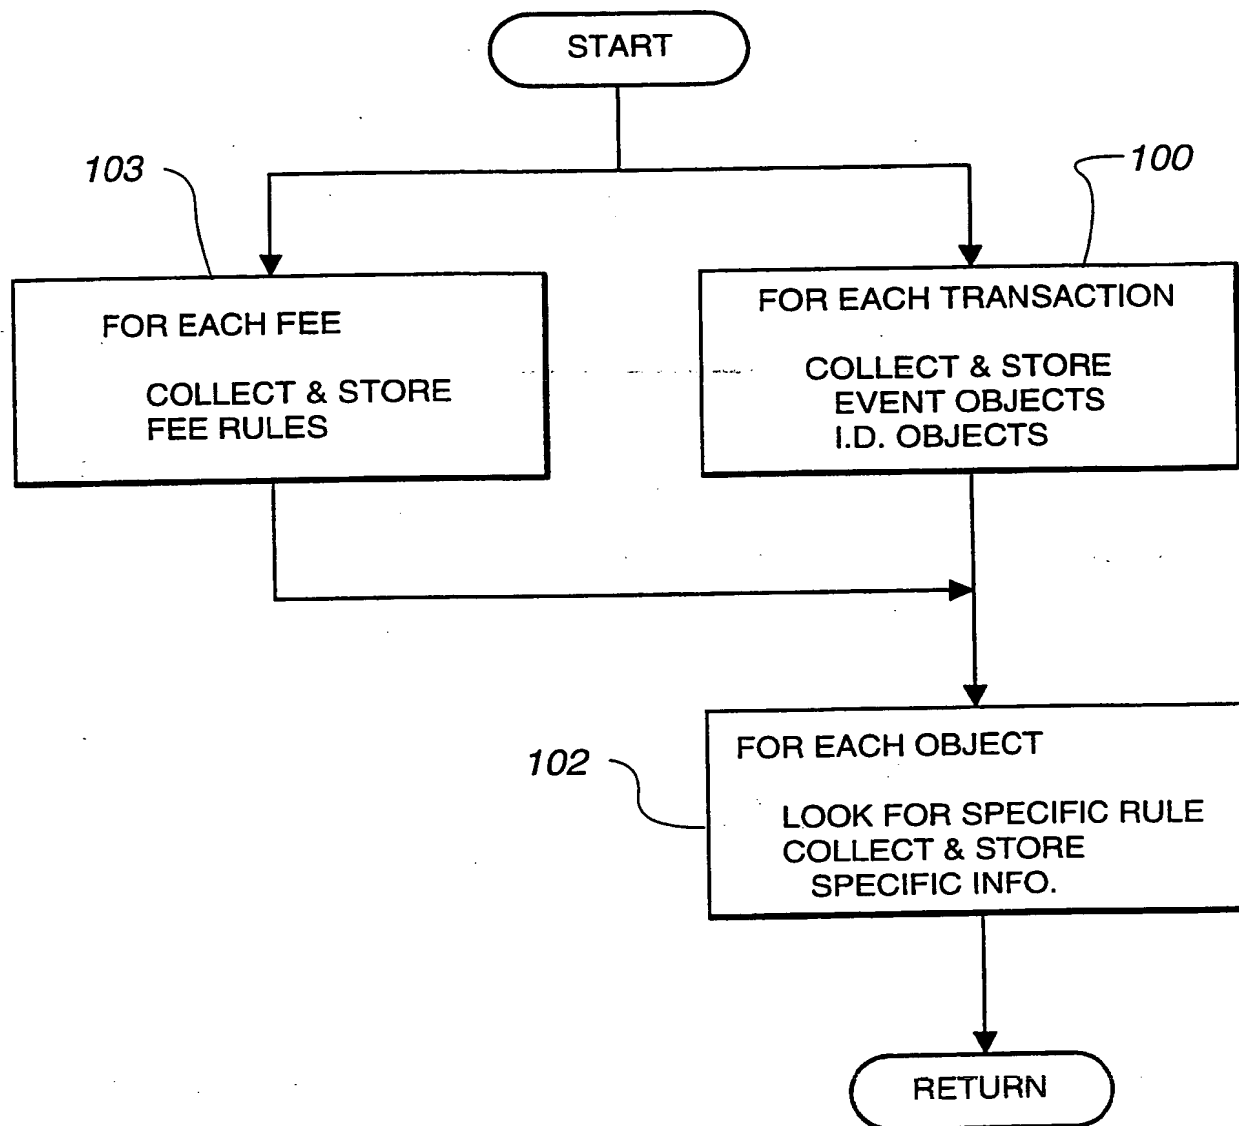 START
103
100
FOR EACH FEE
COLLECT & STORE
FEE RULES
FOR EACH TRANSACTION
COLLECT & STORE
EVENT OBJECTS
I.D. OBJECTS
102
FOR EACH OBJECT
LOOK FOR SPECIFIC RULE
COLLECT & STORE
SPECIFIC INFO.
RETURN